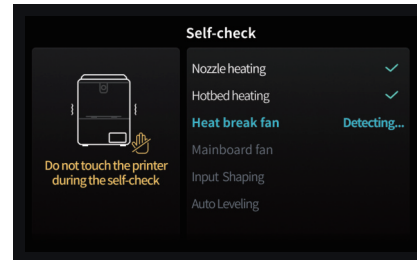 Self-check
Do not touch the printer
during the self-check
Nozzle heating
Hotbed heating
Heat break fan Detecting...
Mainboard fan
Input Shaping
Auto Leveling